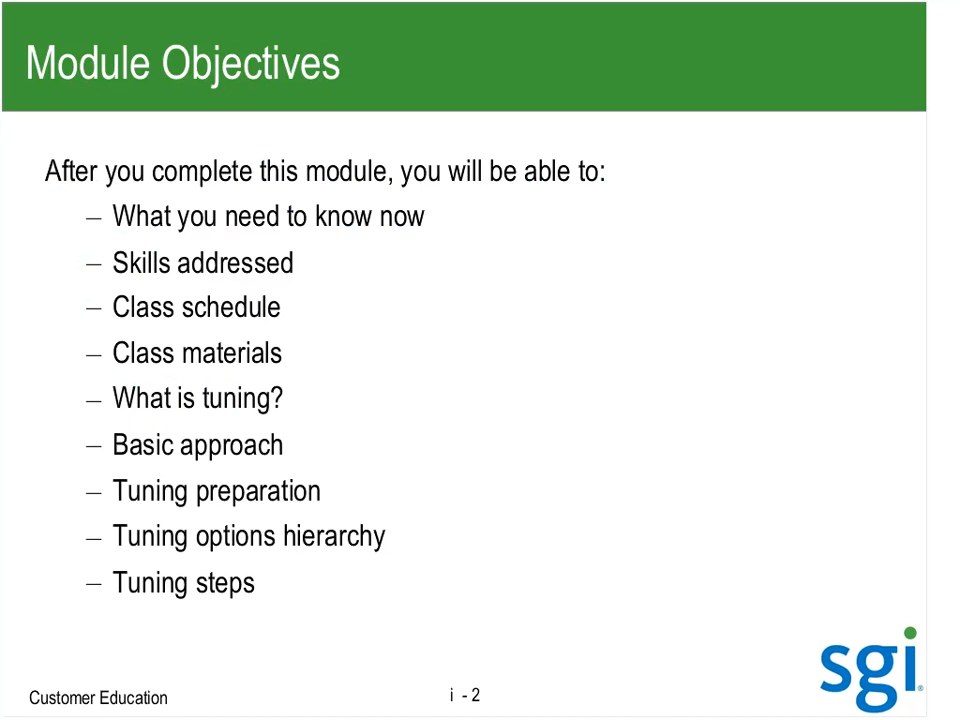 Module Objectives
After you complete this module, you will be able to:
– What you need to know now
– Skills addressed
– Class schedule
– Class materials
– What is tuning?
– Basic approach
– Tuning preparation
– Tuning options hierarchy
– Tuning steps
sgi®
Customer Education
i - 2